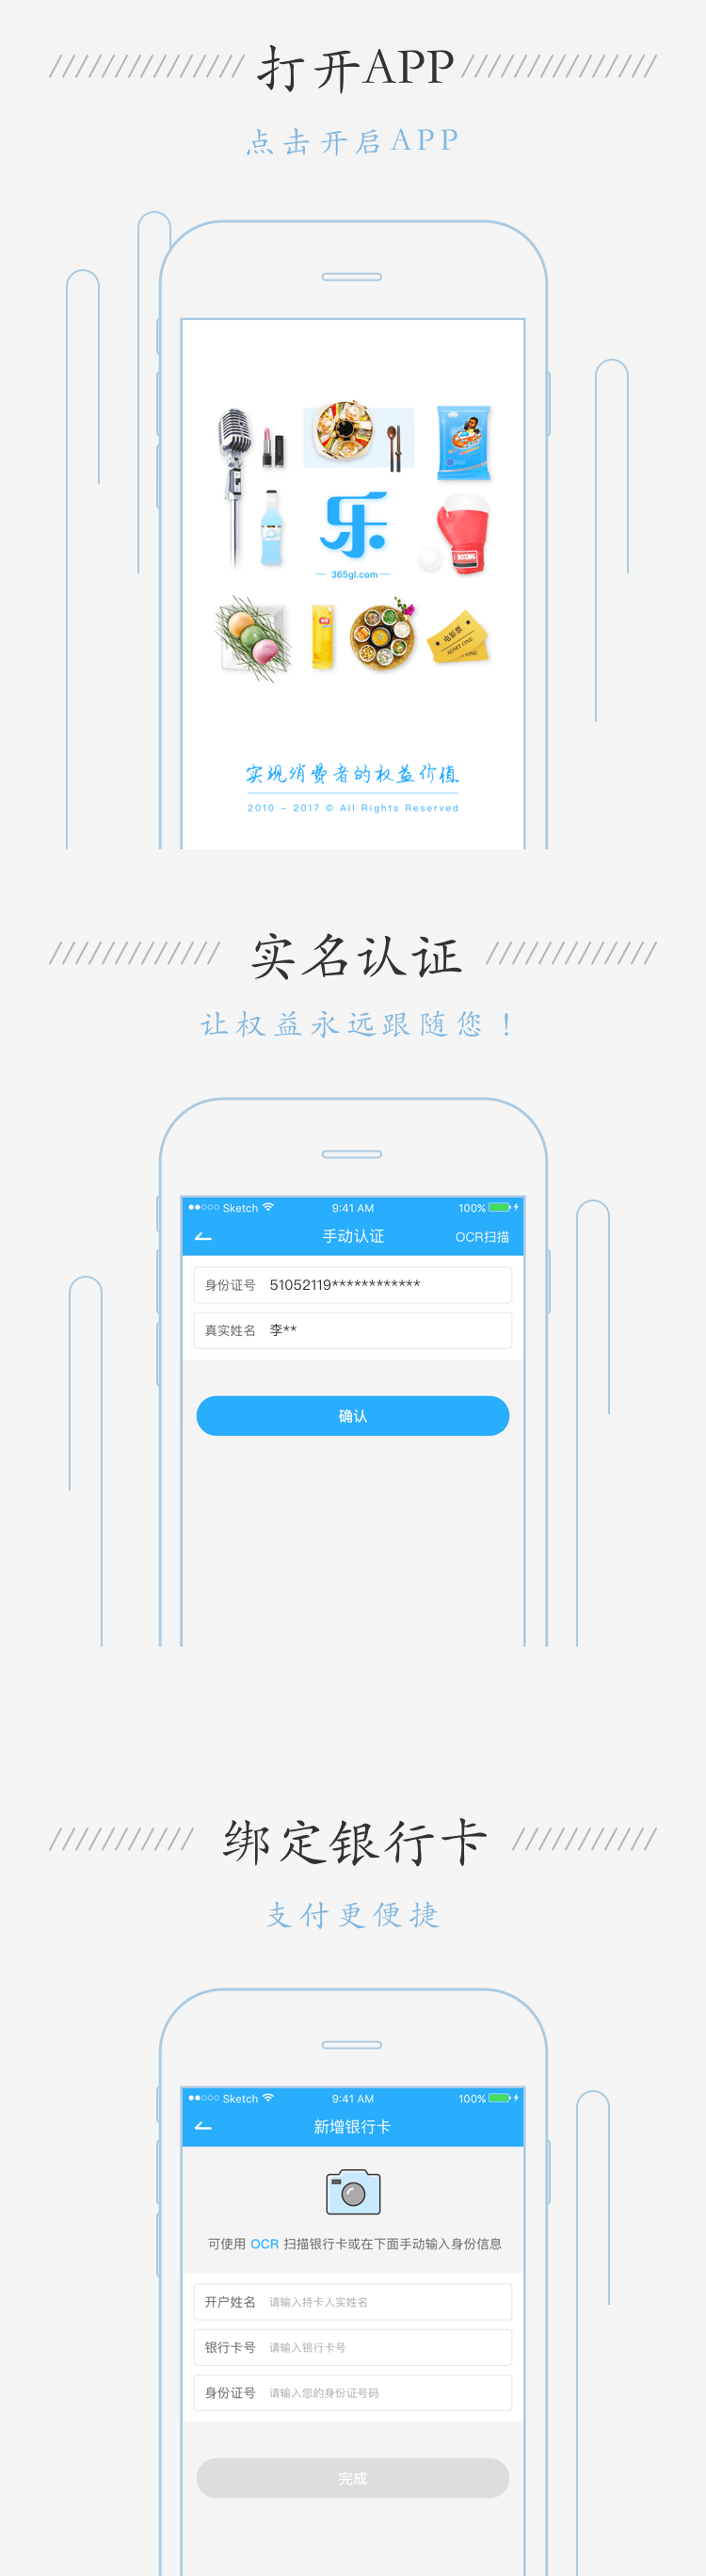 打开APP
点击开启APP
乐
365gl.com
BOXING
电影票
ADMIT ONE
实现消费者的权益价值
2010 - 2017 © All Rights Reserved
实名认证
让权益永远跟随您！
Sketch 9:41 AM 100%
手动认证 OCR扫描
身份证号 51052119************
真实姓名 李**
确认
绑定银行卡
支付更便捷
Sketch 9:41 AM 100%
新增银行卡
可使用 OCR 扫描银行卡或在下面手动输入身份信息
开户姓名 请输入持卡人实姓名
银行卡号 请输入银行卡号
身份证号 请输入您的身份证号码
完成